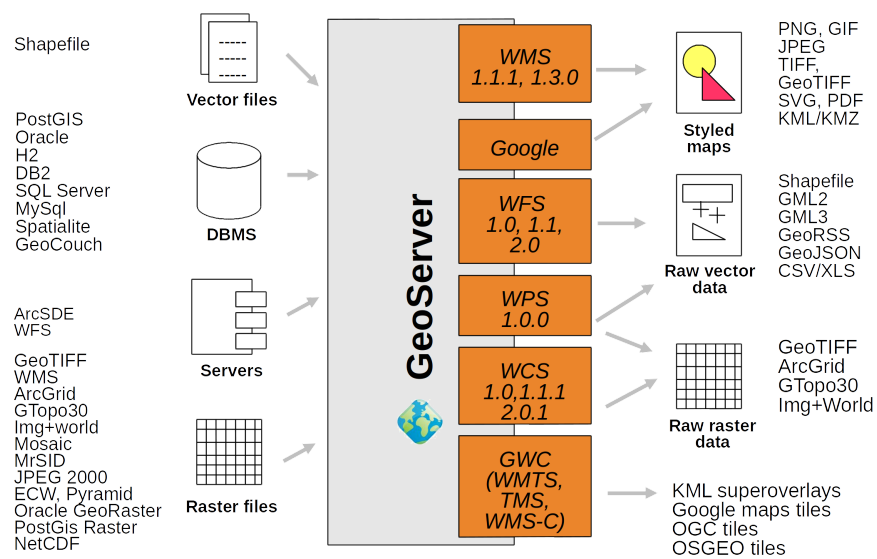 Shapefile
Vector files
PostGIS
Oracle
H2
DB2
SQL Server
MySql
Spatialite
GeoCouch
DBMS
ArcSDE
WFS
Servers
GeoTIFF
WMS
ArcGrid
GTopo30
Img+world
Mosaic
MrSID
JPEG 2000
ECW, Pyramid
Oracle GeoRaster
PostGis Raster
NetCDF
Raster files
GeoServer
WMS
1.1.1, 1.3.0
Google
WFS
1.0, 1.1,
2.0
WPS
1.0.0
WCS
1.0,1.1.1
2.0.1
GWC
(WMTS,
TMS,
WMS-C)
Styled
maps
PNG, GIF
JPEG
TIFF,
GeoTIFF
SVG, PDF
KML/KMZ
Raw vector
data
Shapefile
GML2
GML3
GeoRSS
GeoJSON
CSV/XLS
Raw raster
data
GeoTIFF
ArcGrid
GTopo30
Img+World
KML superoverlays
Google maps tiles
OGC tiles
OSGEO tiles